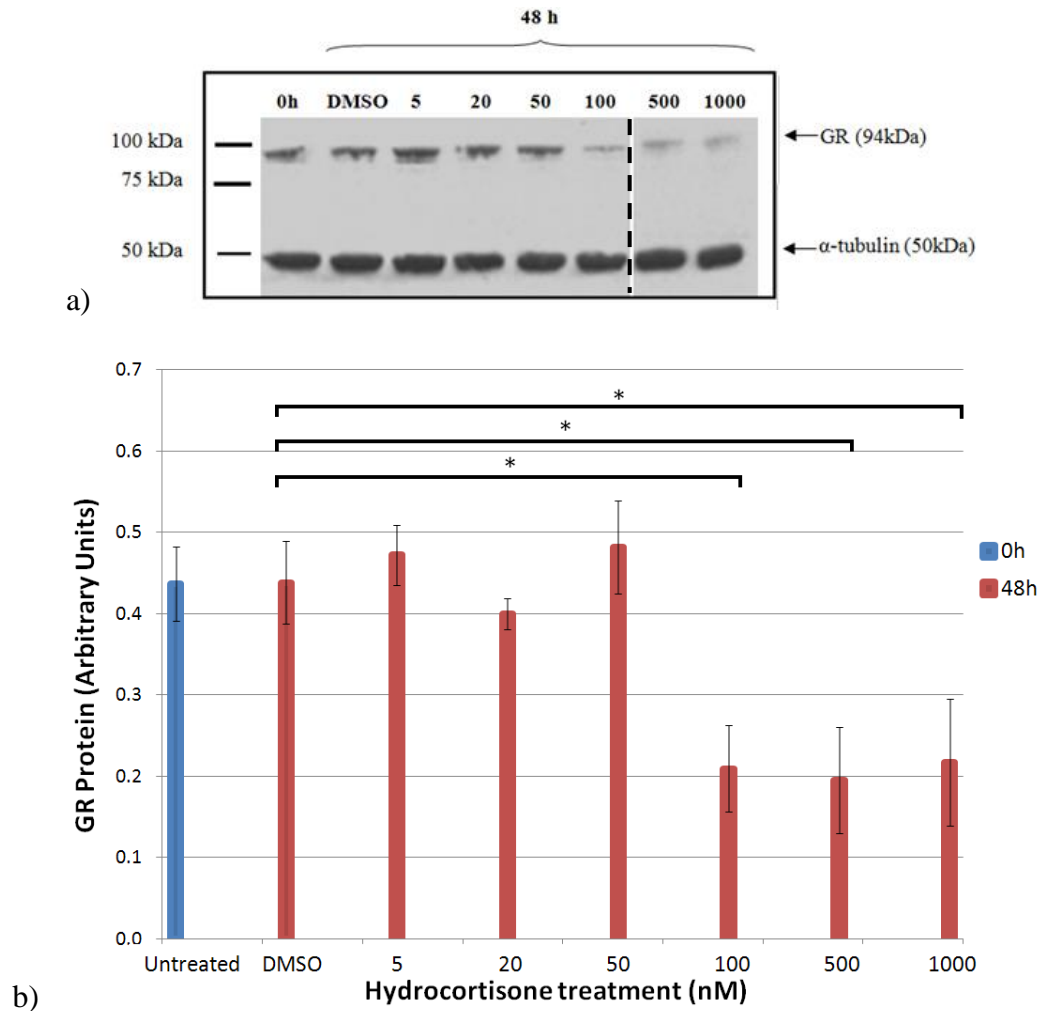 48 h
0h DMSO 5 20 50 100 500 1000
100 kDa
GR (94kDa)
75 kDa
50 kDa
α-tubulin (50kDa)
a)
0.7
*
*
0.6
*
0.5
0.4
0.3
0.2
0.1
0.0
GR Protein (Arbitrary Units)
0h
48h
Untreated DMSO 5 20 50 100 500 1000
Hydrocortisone treatment (nM)
b)